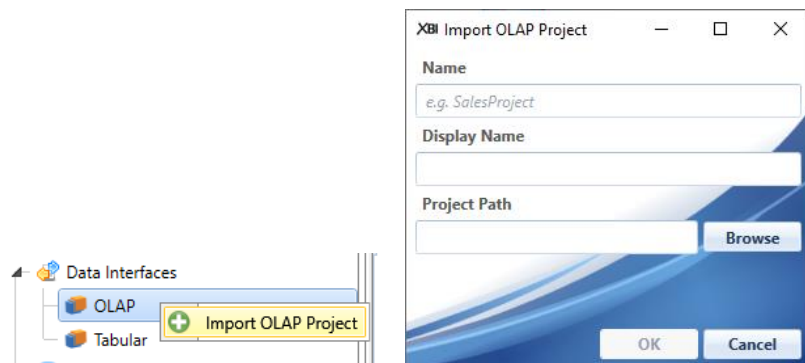 XBI Import OLAP Project
Name
e.g. SalesProject
Display Name
Project Path
Browse
Data Interfaces
OLAP
Import OLAP Project
Tabular
OK
Cancel